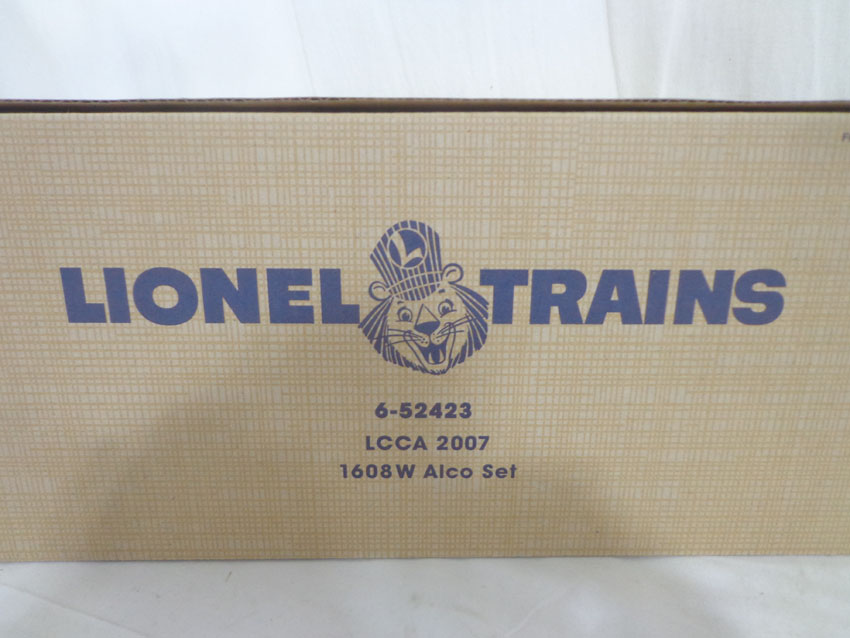 LIONEL TRAINS
L
6-52423
LCCA 2007
1608W Alco Set